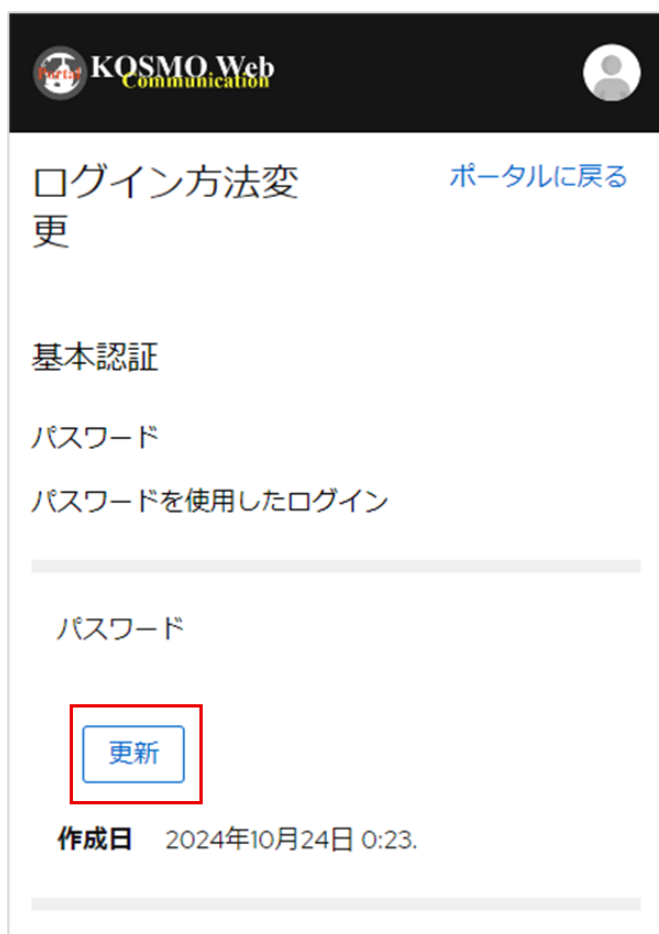 Portal KOSMO Web
Communication
ログイン方法変
更
ポータルに戻る
基本認証
パスワード
パスワードを使用したログイン
パスワード
更新
作成日 2024年10月24日 0:23.